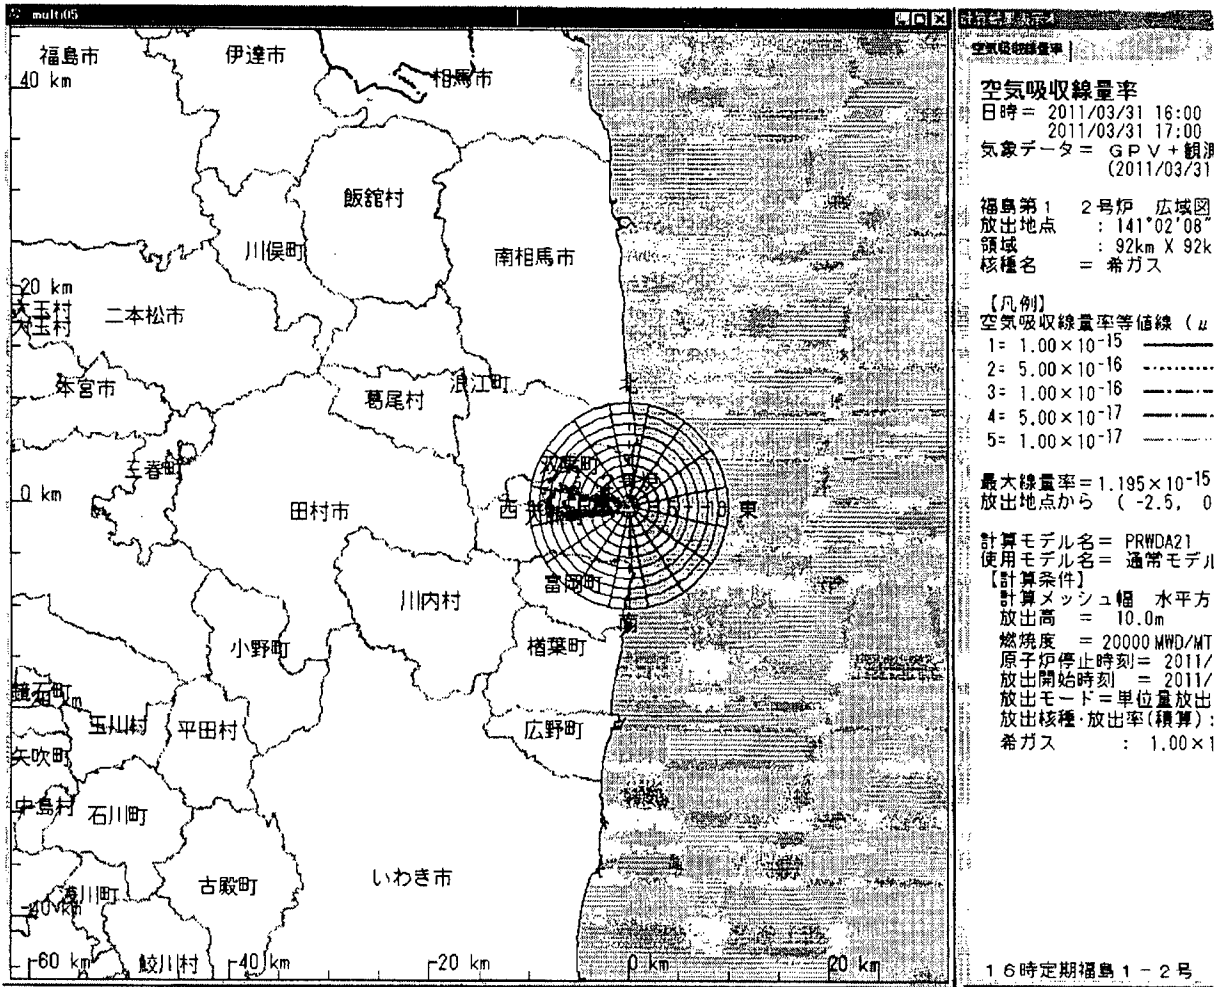 multi05
福島市
伊達市
相馬市
40 km
飯舘村
川俣町
南相馬市
20 km
大玉村
大玉村
二本松市
本宮市
葛尾村
浪江町
北
三春町
双葉町
0 km
田村市
西
東
富岡町
川内村
南
小野町
楢葉町
玉川村
平田村
広野町
矢吹町
中島村
石川町
古殿町
いわき市
-40 km
鮫川村
-60 km
-40 km
-20 km
0 km
20 km
空気吸収線量率
空気吸収線量率
日時= 2011/03/31 16:00
2011/03/31 17:00
気象データ= GPV+観測
(2011/03/31
福島第1 2号炉 広域図
放出地点 : 141°02'08"
領域 : 92km X 92k
核種名 = 希ガス
【凡例】
空気吸収線量率等値線 (μ
1= 1.00×10-15
2= 5.00×10-16
3= 1.00×10-16
4= 5.00×10-17
5= 1.00×10-17
最大線量率=1.195×10-15
放出地点から ( -2.5, 0
計算モデル名= PRWDA21
使用モデル名= 通常モデル
【計算条件】
計算メッシュ幅 水平方
放出高 = 10.0m
燃焼度 = 20000MWD/MT
原子炉停止時刻= 2011/
放出開始時刻 = 2011/
放出モード=単位量放出
放出核種・放出率(積算):
希ガス : 1.00×1
16時定期福島1-2号